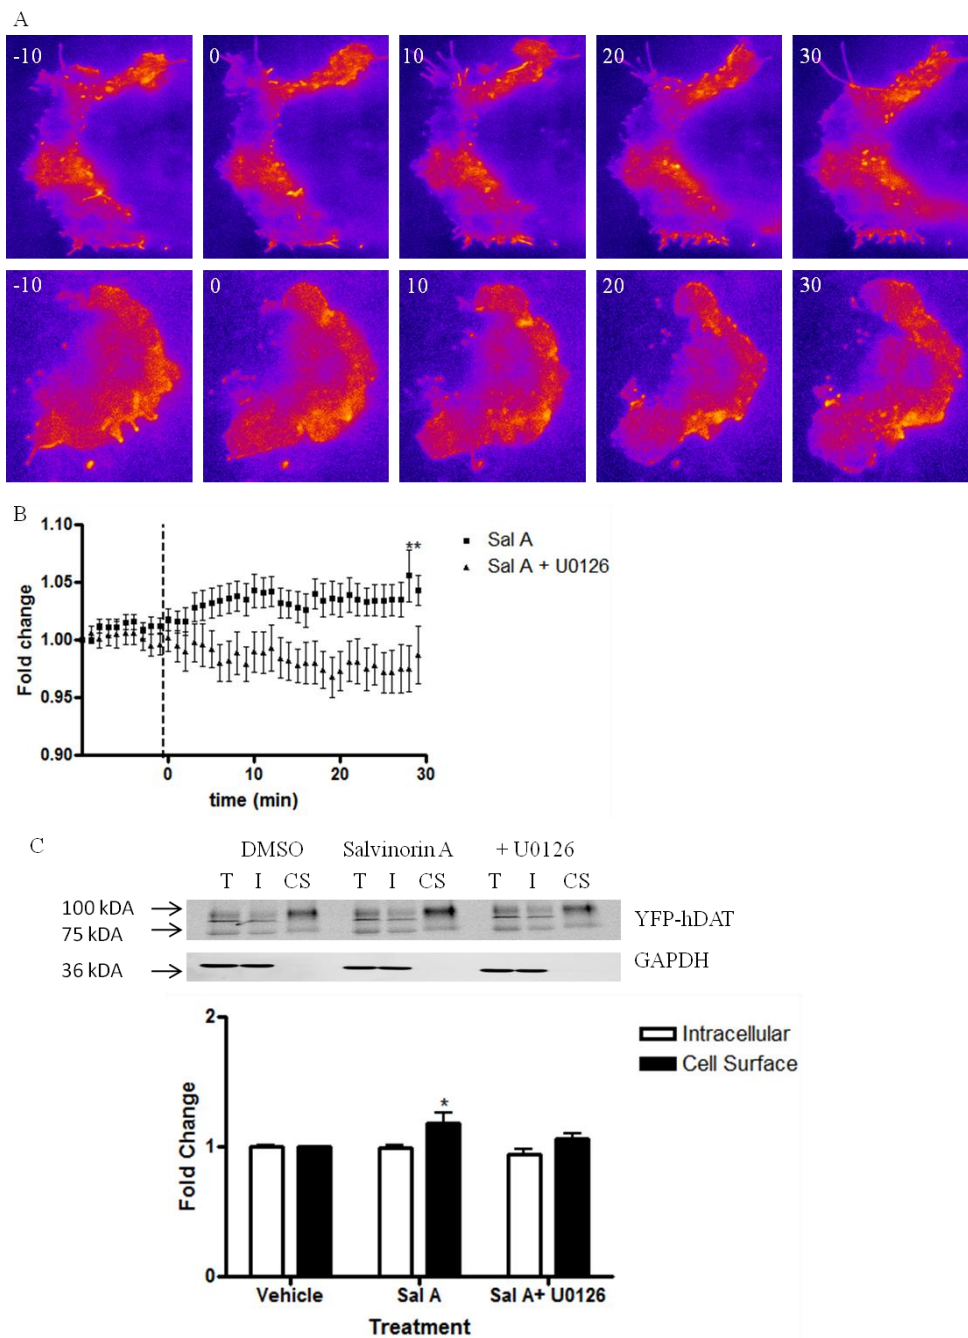 A
-10 0 10 20 30
-10 0 10 20 30
B
1.10
1.05
1.00
0.95
0.90
Fold change
**
Sal A
Sal A + U0126
0 10 20 30
time (min)
C
DMSO Salvinorin A + U0126
T I CS T I CS T I CS
100 kDA
75 kDA
YFP-hDAT
36 kDA
GAPDH
2
1
0
Fold Change
*
Intracellular
Cell Surface
Vehicle Sal A Sal A+ U0126
Treatment